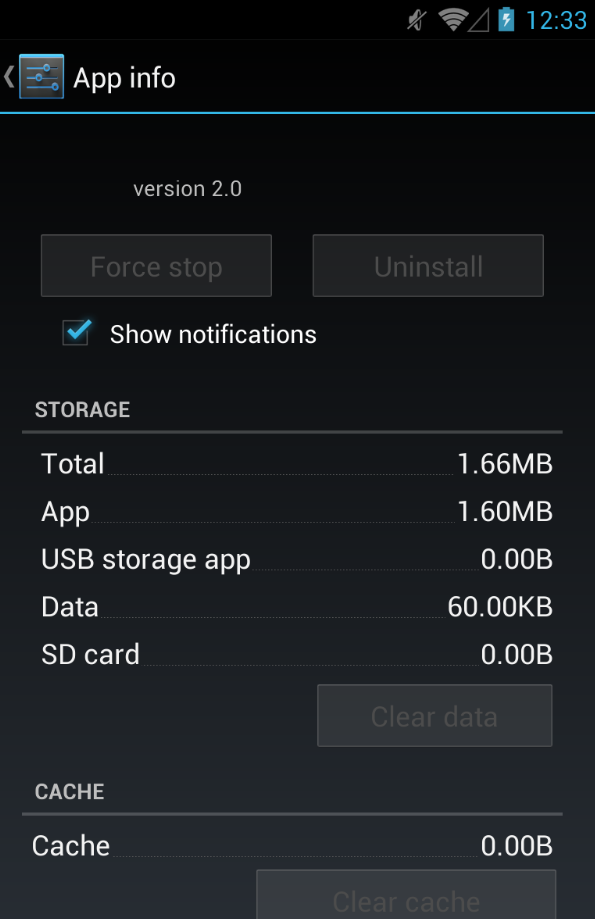 12:33
App info
version 2.0
Force stop Uninstall
Show notifications
STORAGE
Total 1.66MB
App 1.60MB
USB storage app 0.00B
Data 60.00KB
SD card 0.00B
Clear data
CACHE
Cache 0.00B
Clear cache